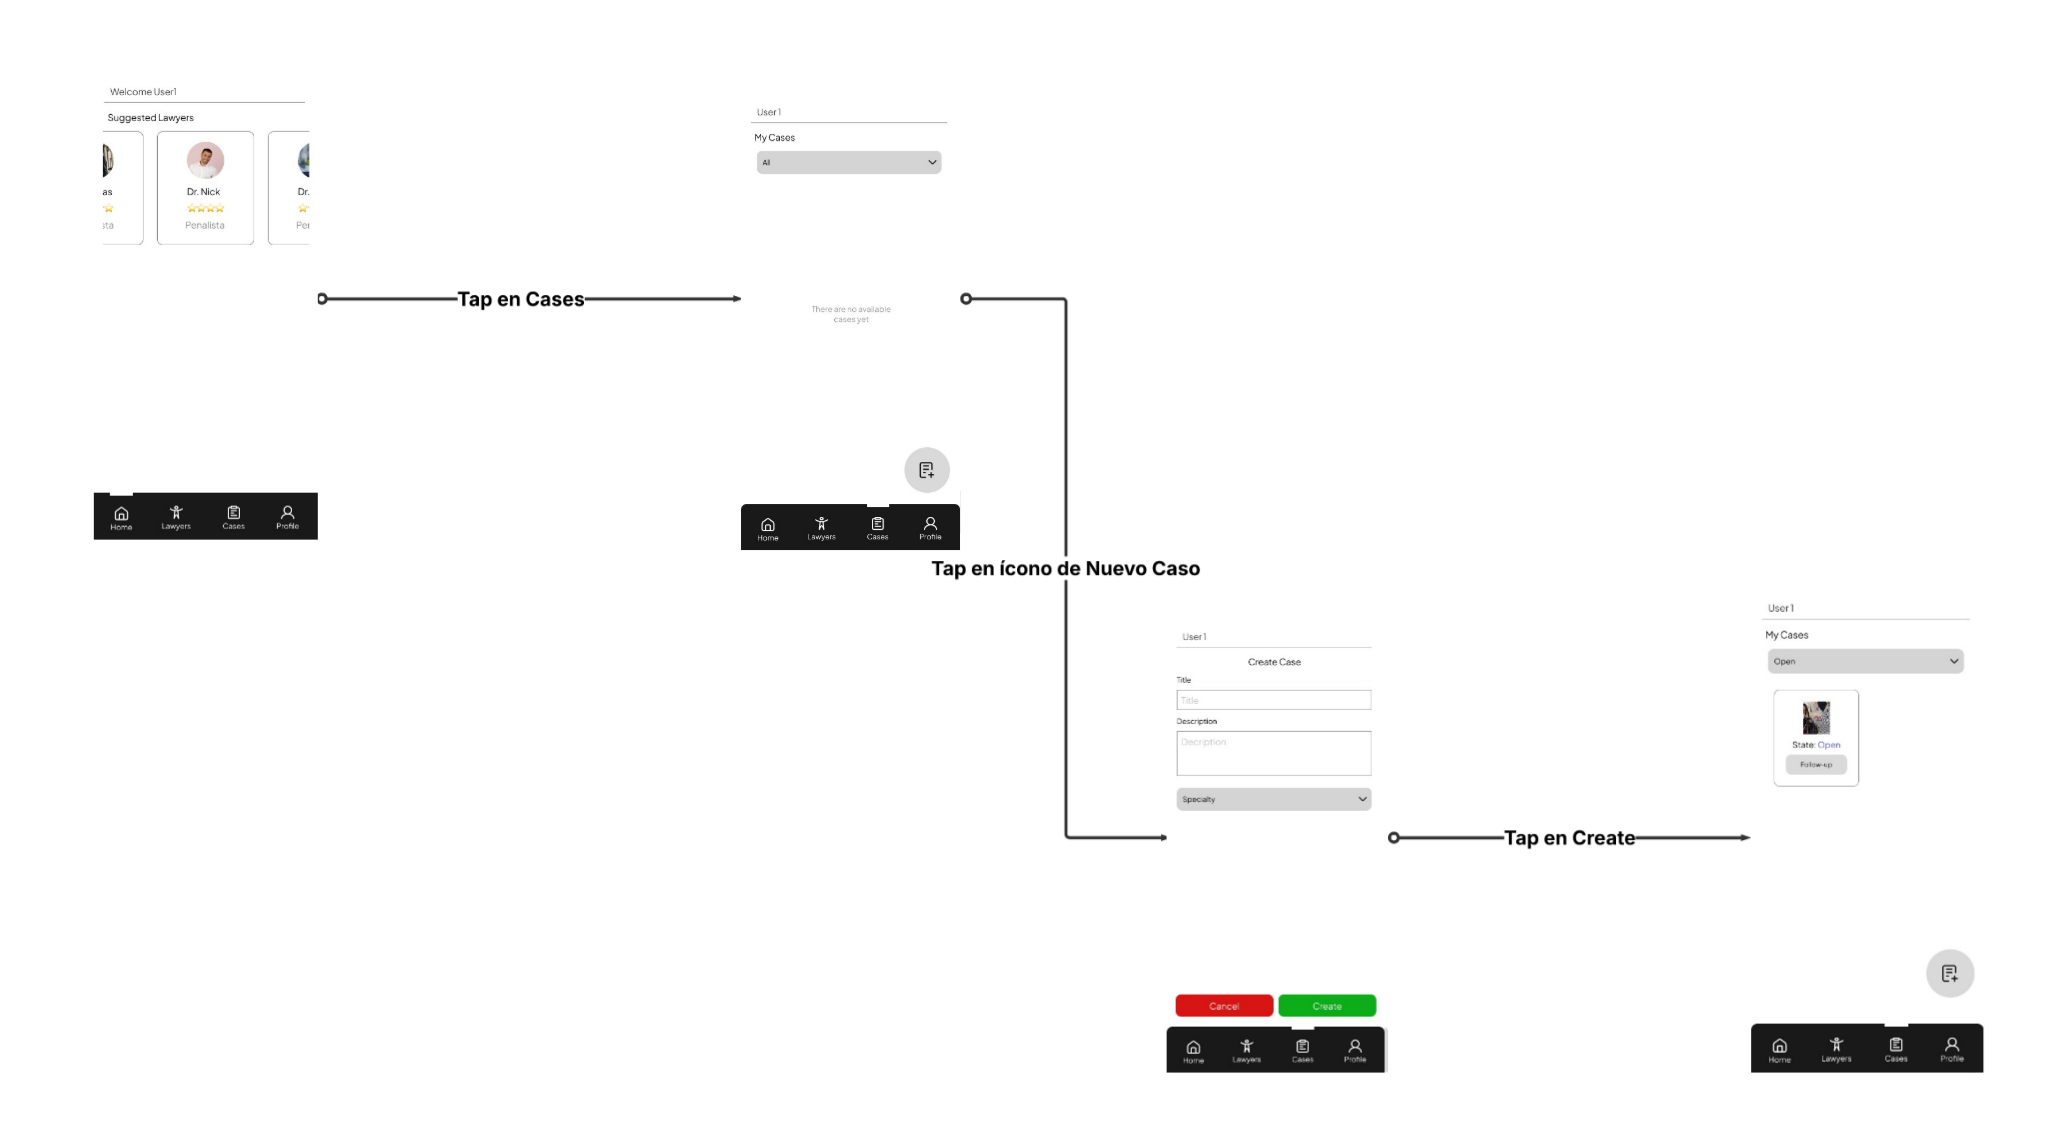 Welcome User1
Suggested Lawyers
as
Dr. Nick
Dr.
sta
Penalista
Per
Home
Lawyers
Cases
Profile
Tap en Cases
User 1
My Cases
All
There are no available
cases yet
Home
Lawyers
Cases
Profile
Tap en ícono de Nuevo Caso
User 1
Create Case
Title
Title
Description
Decription
Specialty
Cancel
Create
Home
Lawyers
Cases
Profile
Tap en Create
User 1
My Cases
Open
State: Open
Follow-up
Home
Lawyers
Cases
Profile